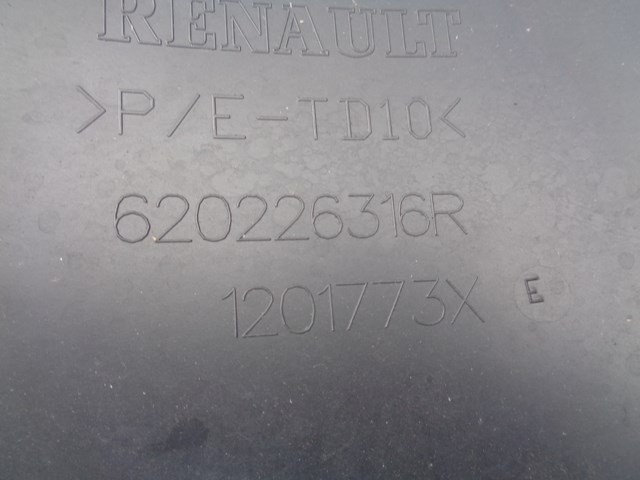 RENAULT
>P/E-TD10<
620226316R
1201773X E